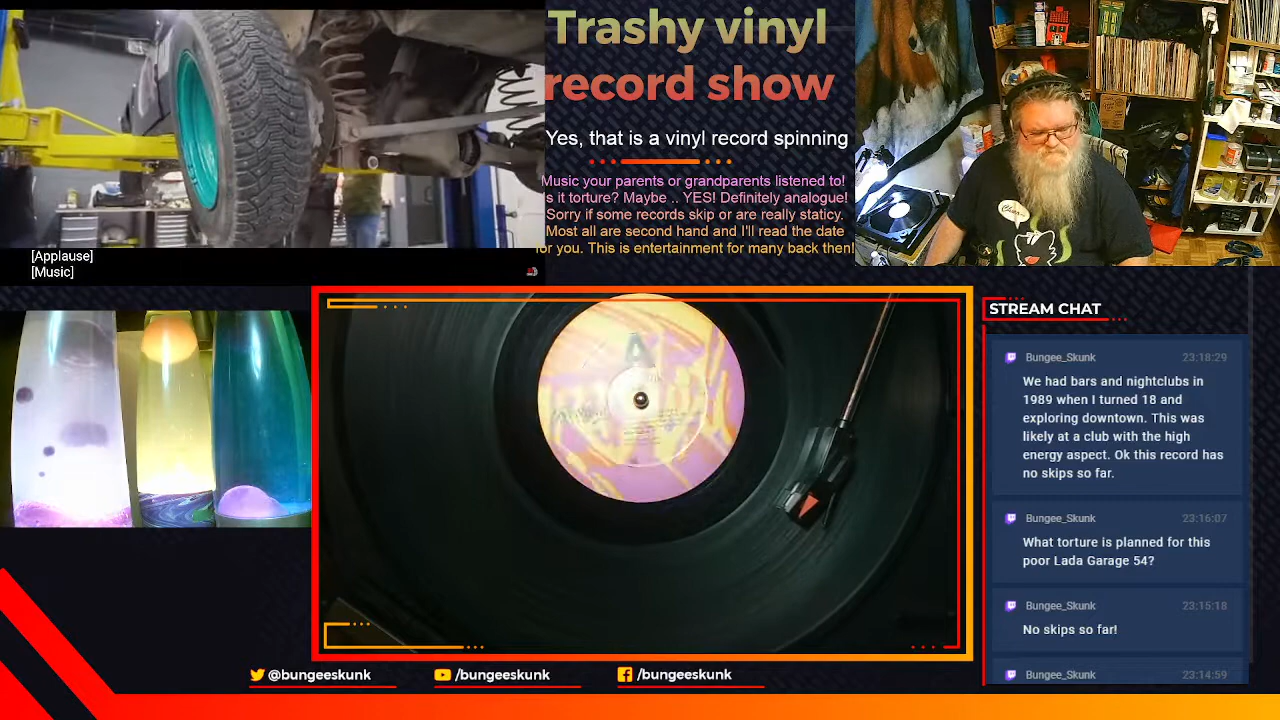 Trashy vinyl
record show
Yes, that is a vinyl record spinning
Music your parents or grandparents listened to!
s it torture? Maybe .. YES! Definitely analogue!
Sorry if some records skip or are really staticy.
Most all are second hand and I'll read the date
or you. This is entertainment for many back then!
[Applause]
[Music]
A
STREAM CHAT
Bungee_Skunk 23:18:29
We had bars and nightclubs in
1989 when I turned 18 and
exploring downtown. This was
likely at a club with the high
energy aspect. Ok this record has
no skips so far.
Bungee_Skunk 23:16:07
What torture is planned for this
poor Lada Garage 54?
Bungee_Skunk 23:15:18
No skips so far!
Bungee_Skunk 23:14:59
@bungeeskunk
/bungeeskunk
/bungeeskunk